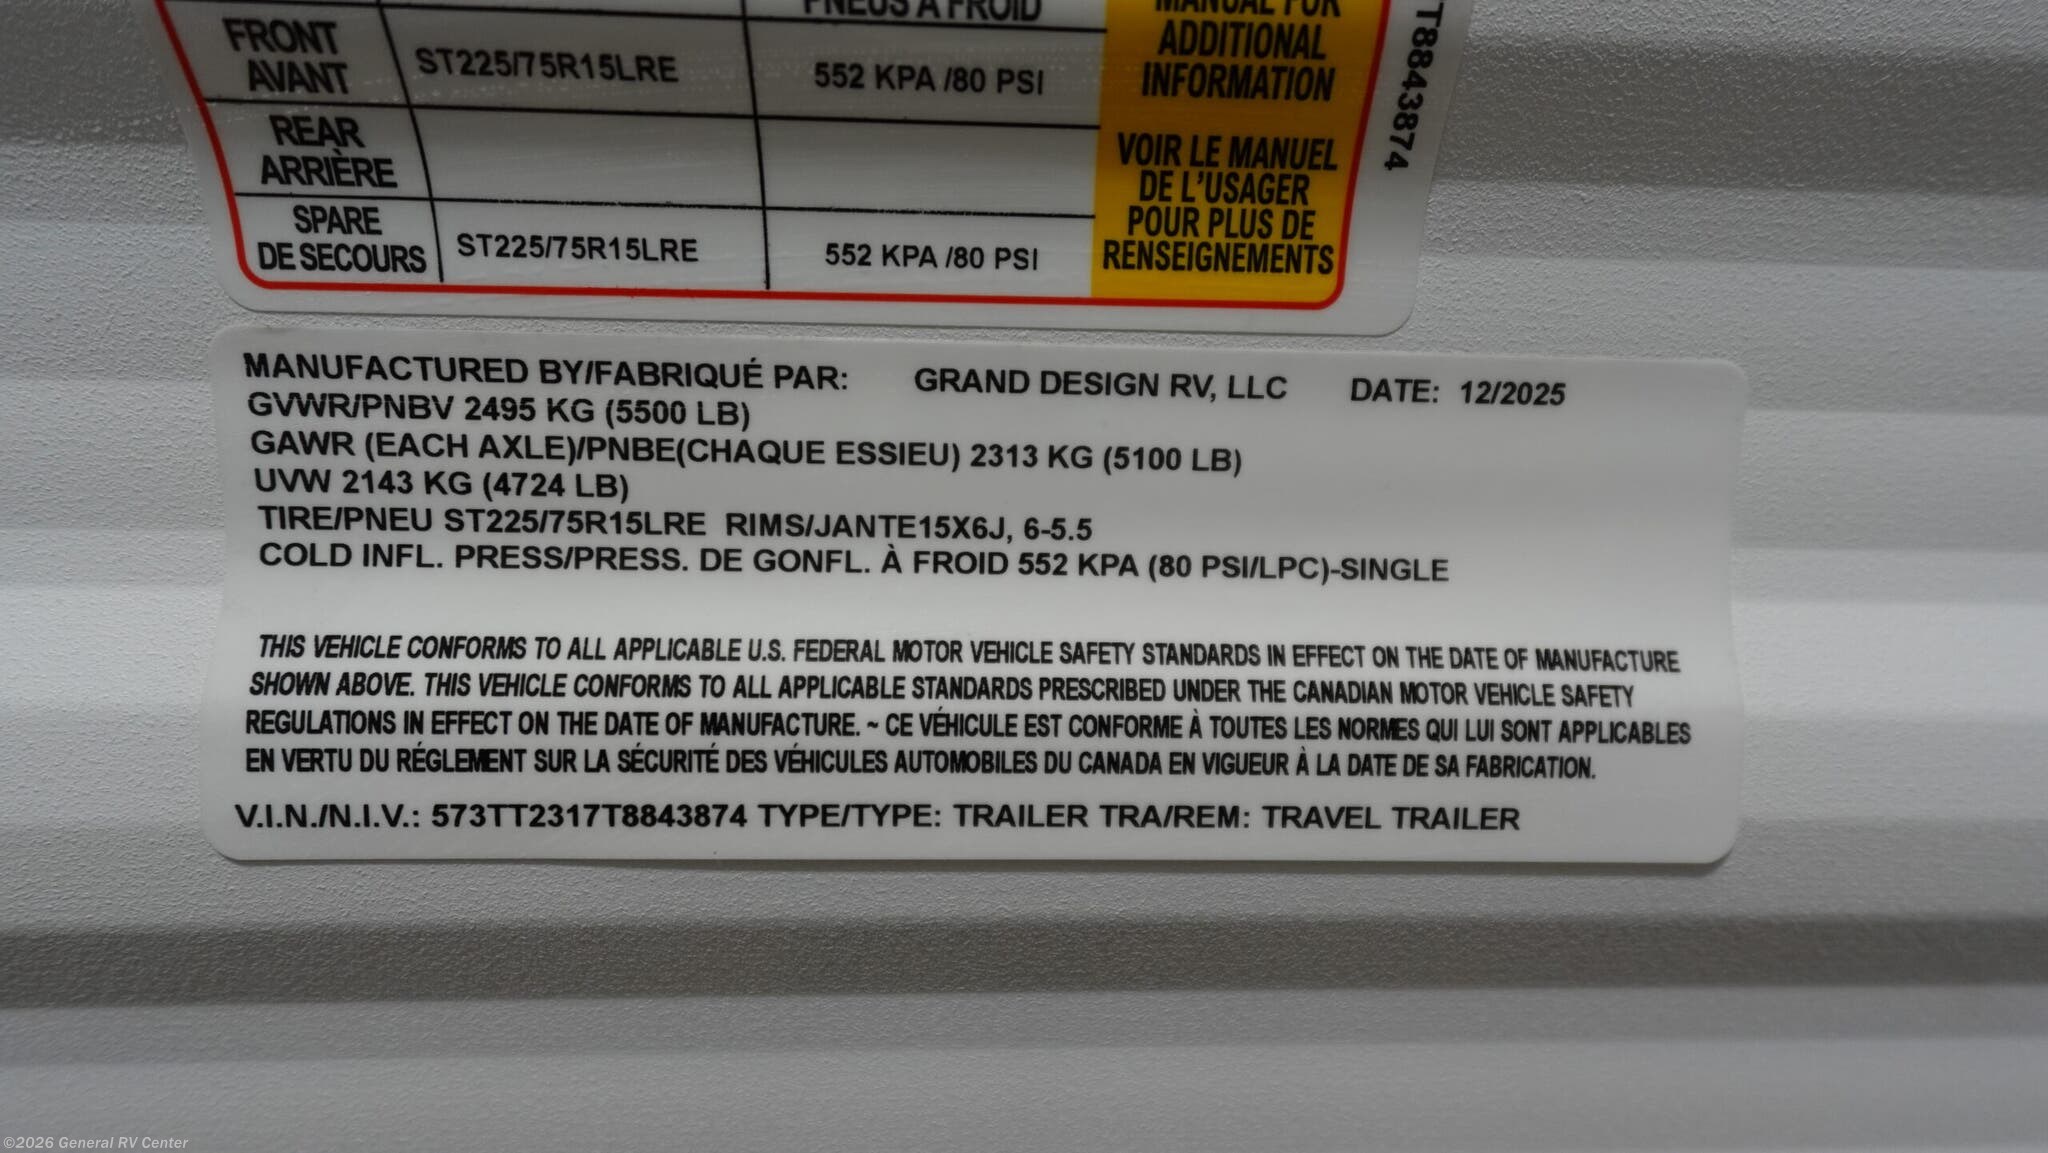 PNEUS À FROID
MANUAL FOR
ADDITIONAL
INFORMATION
FRONT
AVANT
ST225/75R15LRE
552 KPA /80 PSI
REAR
ARRIÈRE
VOIR LE MANUEL
DE L'USAGER
POUR PLUS DE
RENSEIGNEMENTS
SPARE
DE SECOURS
ST225/75R15LRE
552 KPA /80 PSI
T8843874
MANUFACTURED BY/FABRIQUÉ PAR: GRAND DESIGN RV, LLC DATE: 12/2025
GVWR/PNBV 2495 KG (5500 LB)
GAWR (EACH AXLE)/PNBE(CHAQUE ESSIEU) 2313 KG (5100 LB)
UVW 2143 KG (4724 LB)
TIRE/PNEU ST225/75R15LRE RIMS/JANTE15X6J, 6-5.5
COLD INFL. PRESS/PRESS. DE GONFL. À FROID 552 KPA (80 PSI/LPC)-SINGLE
THIS VEHICLE CONFORMS TO ALL APPLICABLE U.S. FEDERAL MOTOR VEHICLE SAFETY STANDARDS IN EFFECT ON THE DATE OF MANUFACTURE
SHOWN ABOVE. THIS VEHICLE CONFORMS TO ALL APPLICABLE STANDARDS PRESCRIBED UNDER THE CANADIAN MOTOR VEHICLE SAFETY
REGULATIONS IN EFFECT ON THE DATE OF MANUFACTURE. ~ CE VÉHICULE EST CONFORME À TOUTES LES NORMES QUI LUI SONT APPLICABLES
EN VERTU DU RÉGLEMENT SUR LA SÉCURITÉ DES VÉHICULES AUTOMOBILES DU CANADA EN VIGUEUR À LA DATE DE SA FABRICATION.
V.I.N./N.I.V.: 573TT2317T8843874 TYPE/TYPE: TRAILER TRA/REM: TRAVEL TRAILER
©2026 General RV Center